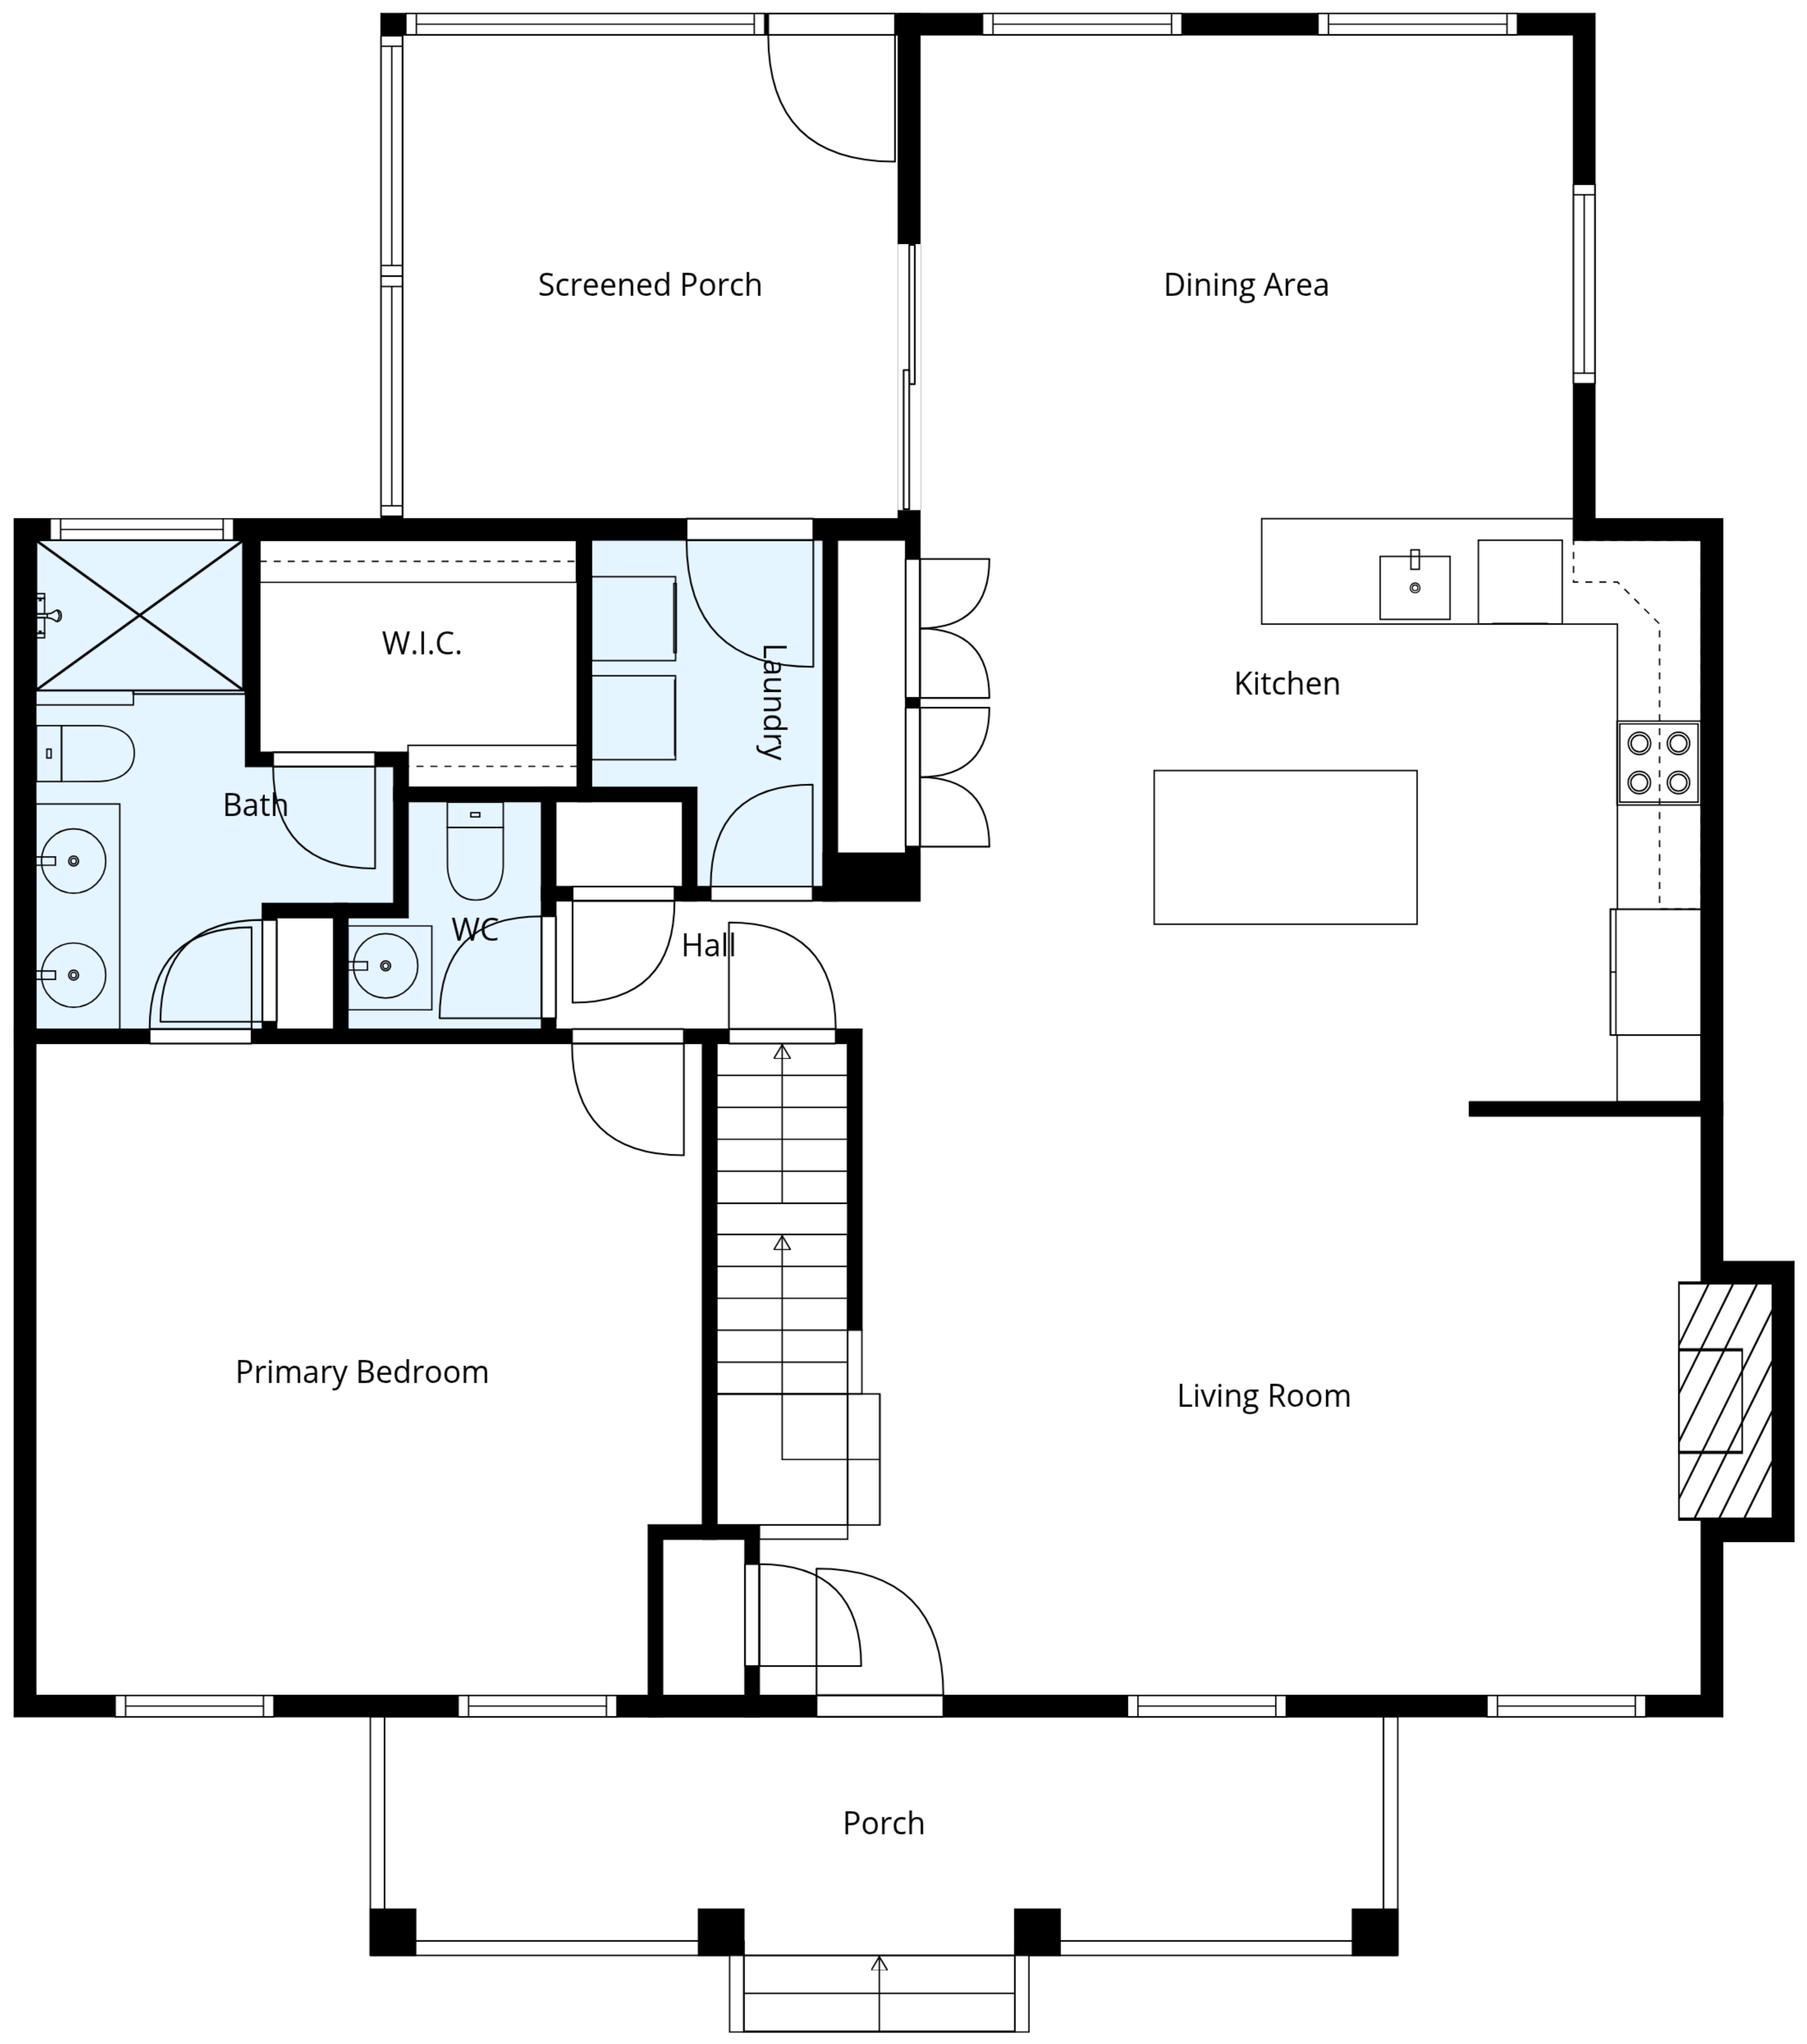 Screened Porch
Dining Area
W.I.C.
Laundry
Kitchen
Bath
WC
Hall
Primary Bedroom
Living Room
Porch